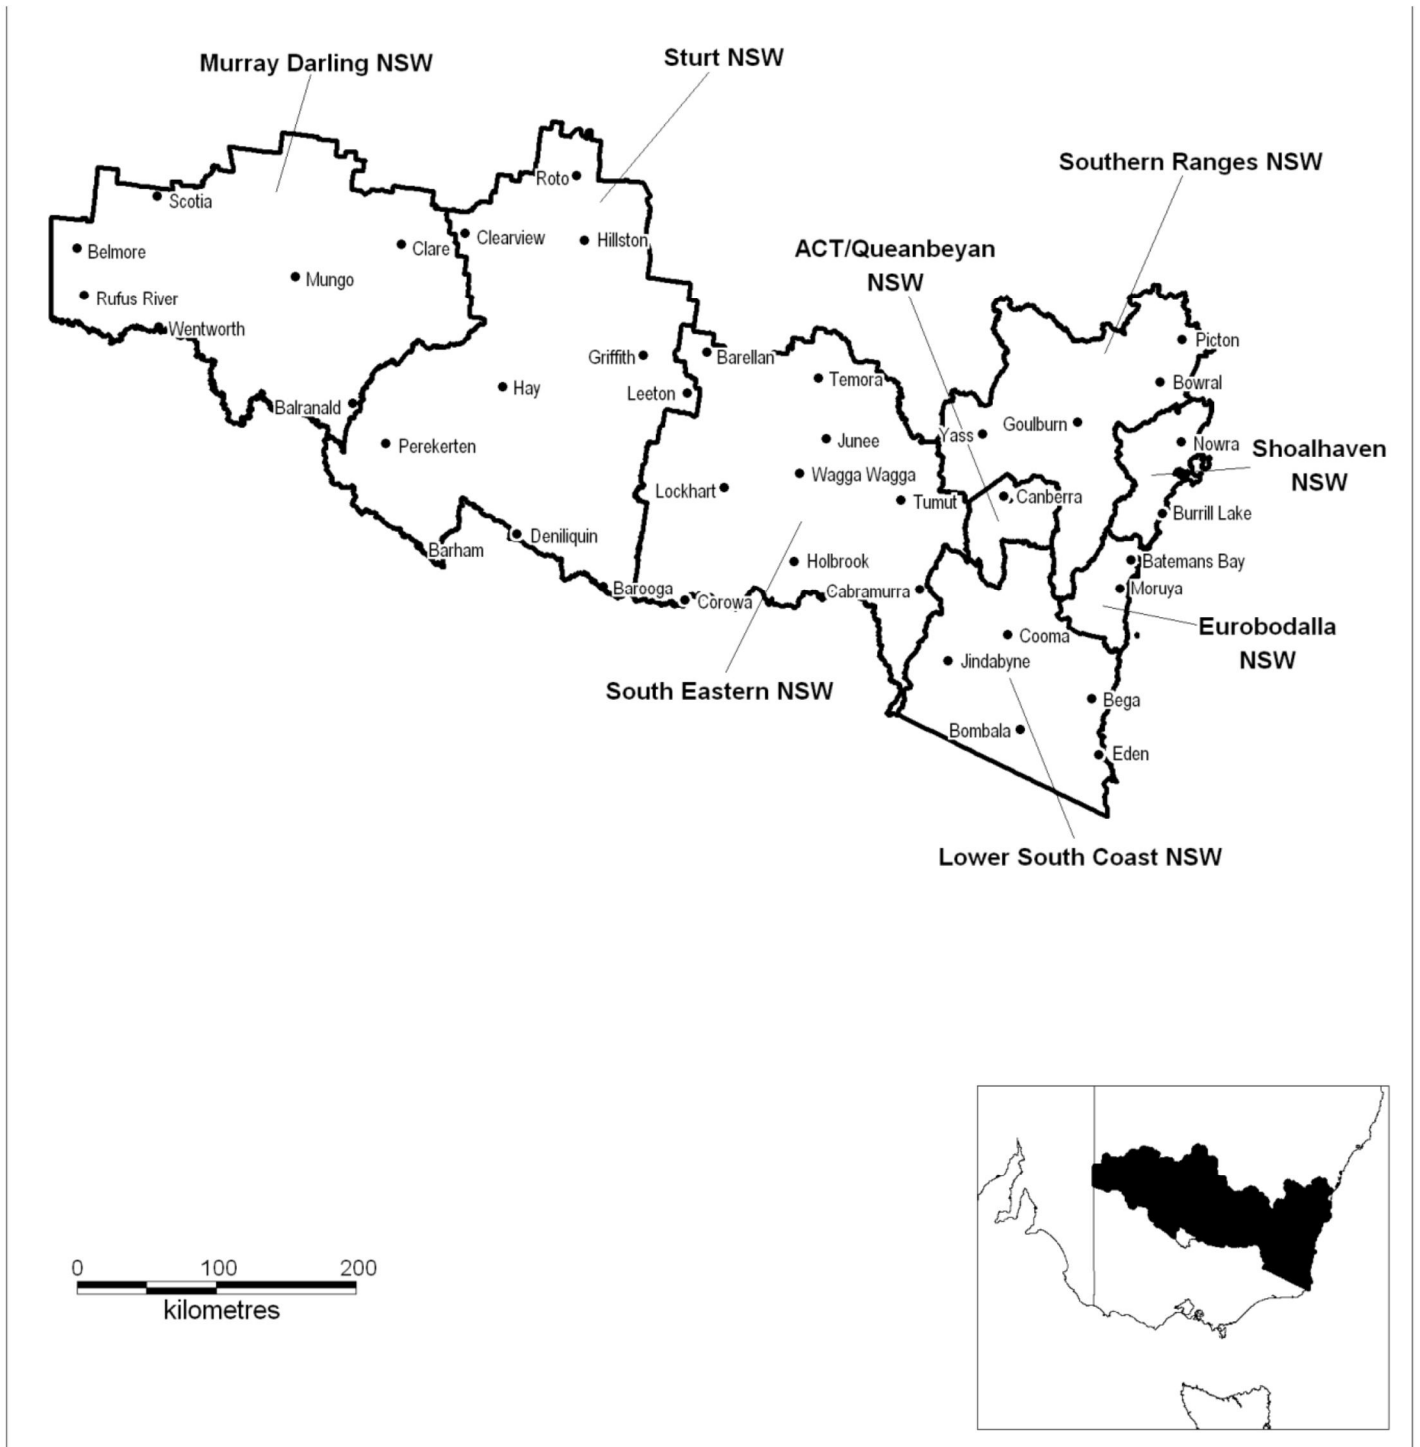 Murray Darling NSW
Sturt NSW
Southern Ranges NSW
ACT/Queanbeyan
NSW
Roto
Scotia
Clearview
Hillston
Belmore
Clare
Mungo
Rufus River
Wentworth
Picton
Griffith
Barellan
Temora
Bowral
Hay
Leeton
Balranald
Goulburn
Yass
Junee
Nowra
Shoalhaven
NSW
Perekerten
Wagga Wagga
Lockhart
Canberra
Tumut
Burrill Lake
Deniliquin
Barham
Holbrook
Batemans Bay
Barooga
Corowa
Cabramurra
Moruya
Eurobodalla
NSW
Cooma
Jindabyne
South Eastern NSW
Bega
Bombala
Eden
Lower South Coast NSW
0 100 200
kilometres